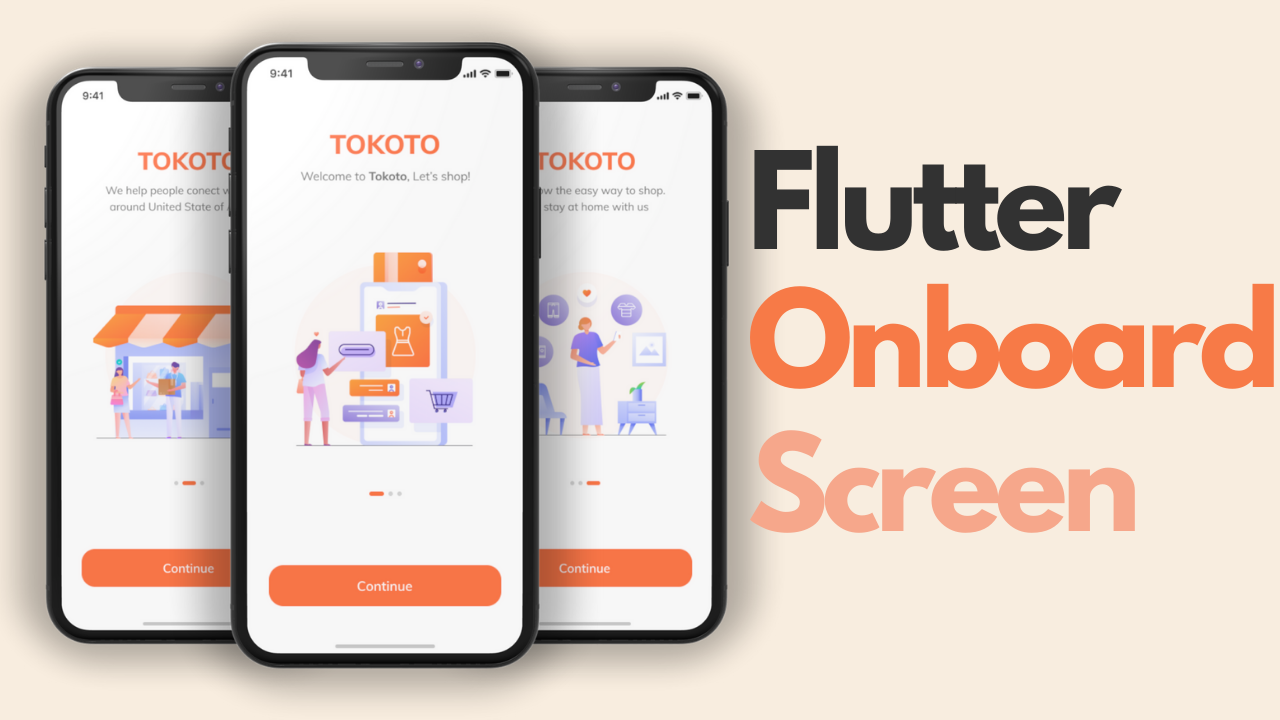 9:41
TOKOTO
We help people conect
around United State of
9:41
TOKOTO
Welcome to Tokoto, Let's shop!
Continue
TOKOTO
the easy way to shop.
stay at home with us
Continue
Continue
Flutter
Onboard
Screen